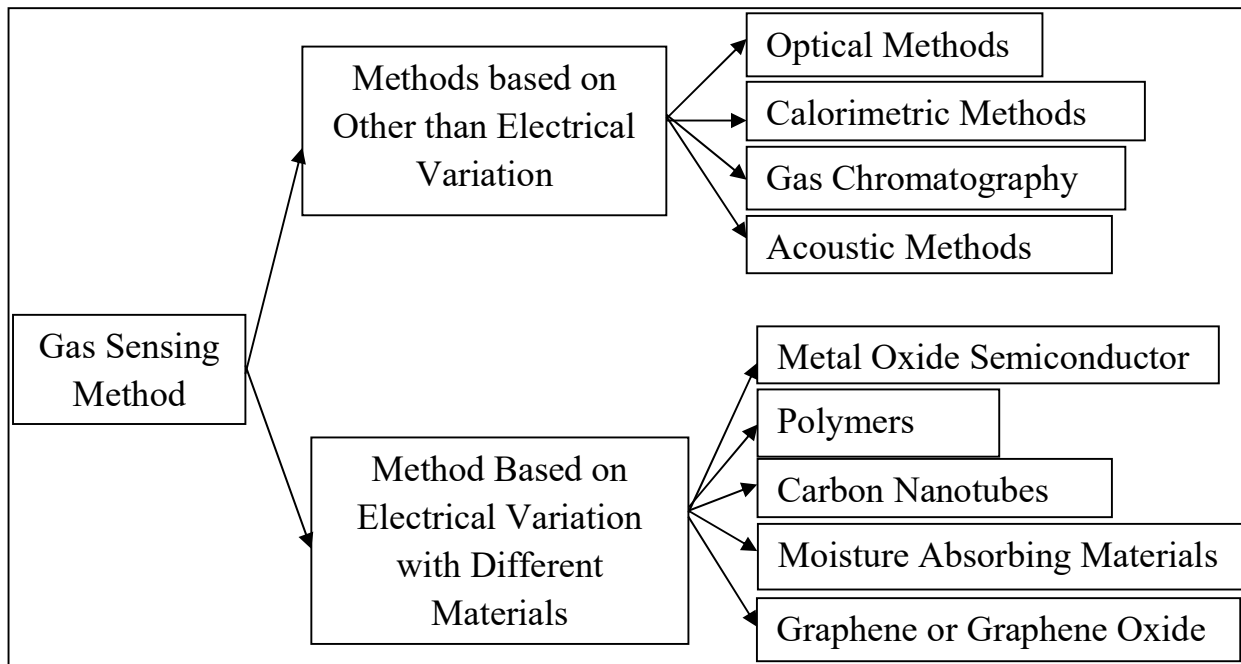 Gas Sensing
Method
Methods based on
Other than Electrical
Variation
Optical Methods
Calorimetric Methods
Gas Chromatography
Acoustic Methods
Method Based on
Electrical Variation
with Different
Materials
Metal Oxide Semiconductor
Polymers
Carbon Nanotubes
Moisture Absorbing Materials
Graphene or Graphene Oxide